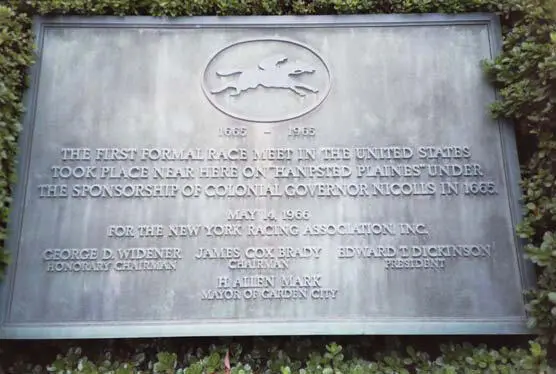 1665 - 1965
THE FIRST FORMAL RACE MEET IN THE UNITED STATES
TOOK PLACE NEAR HERE ON "HANPSTED PLAINES" UNDER
THE SPONSORSHIP OF COLONIAL GOVERNOR NICOLLS IN 1665.
MAY 14, 1966
FOR THE NEW YORK RACING ASSOCIATION, INC.
GEORGE D. WIDENER JAMES COX BRADY EDWARD T. DICKINSON
HONORARY CHAIRMAN CHAIRMAN PRESIDENT
H. ALLEN MARK
MAYOR OF GARDEN CITY